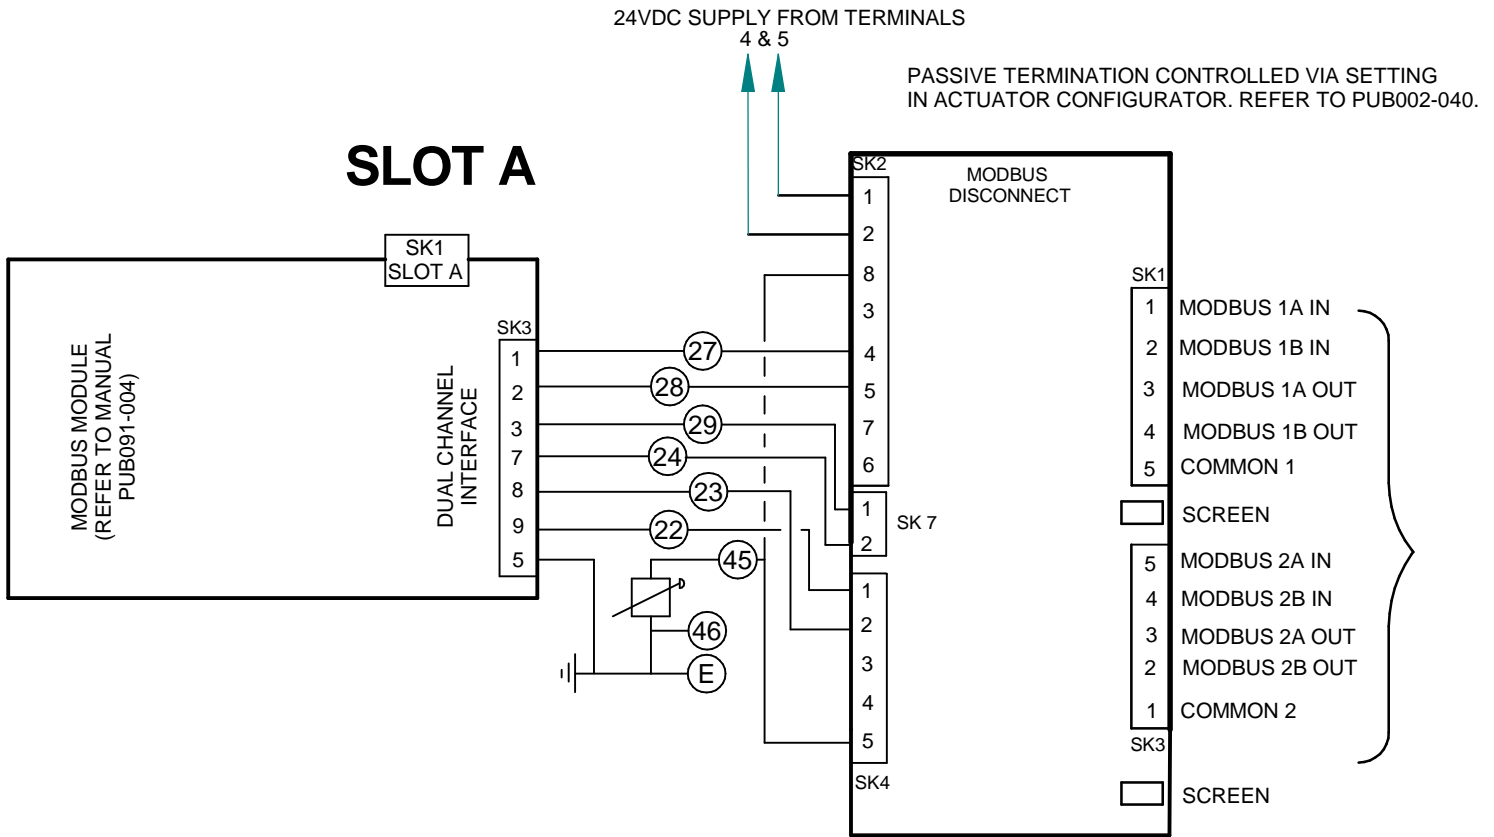 24VDC SUPPLY FROM TERMINALS
4 & 5
PASSIVE TERMINATION CONTROLLED VIA SETTING
IN ACTUATOR CONFIGURATOR. REFER TO PUB002-040.
SLOT A
SK1
SLOT A
MODBUS MODULE
(REFER TO MANUAL
PUB091-004)
DUAL CHANNEL
INTERFACE
SK3
1
2
3
7
8
9
5
27
28
29
24
23
22
45
46
E
SK2
1
2
8
3
4
5
7
6
SK 7
1
2
1
2
3
4
5
SK4
MODBUS
DISCONNECT
SK1
1 MODBUS 1A IN
2 MODBUS 1B IN
3 MODBUS 1A OUT
4 MODBUS 1B OUT
5 COMMON 1
SCREEN
5 MODBUS 2A IN
4 MODBUS 2B IN
3 MODBUS 2A OUT
2 MODBUS 2B OUT
1 COMMON 2
SK3
SCREEN